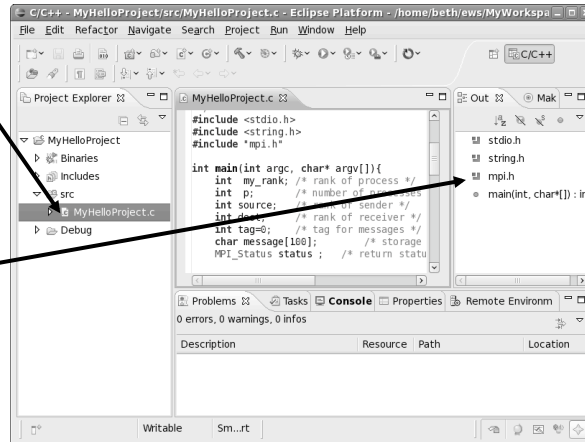 C/C++ - MyHelloProject/src/MyHelloProject.c - Eclipse Platform - /home/beth/ews/MyWorkspa
File Edit Refactor Navigate Search Project Run Window Help
C/C++
Project Explorer
MyHelloProject
Binaries
Includes
src
MyHelloProject.c
Debug
MyHelloProject.c
#include <stdio.h>
#include <string.h>
#include "mpi.h"
int main(int argc, char* argv[]){
int my_rank; /* rank of process */
int p; /* number of processes
int source; /* rank of sender */
int dest; /* rank of receiver */
int tag=0; /* tag for messages */
char message[100]; /* storage
MPI_Status status ; /* return statu
Out Mak
stdio.h
string.h
mpi.h
main(int, char*[]) : in
Problems Tasks Console Properties Remote Environm
0 errors, 0 warnings, 0 infos
Description Resource Path Location
Writable Sm...rt